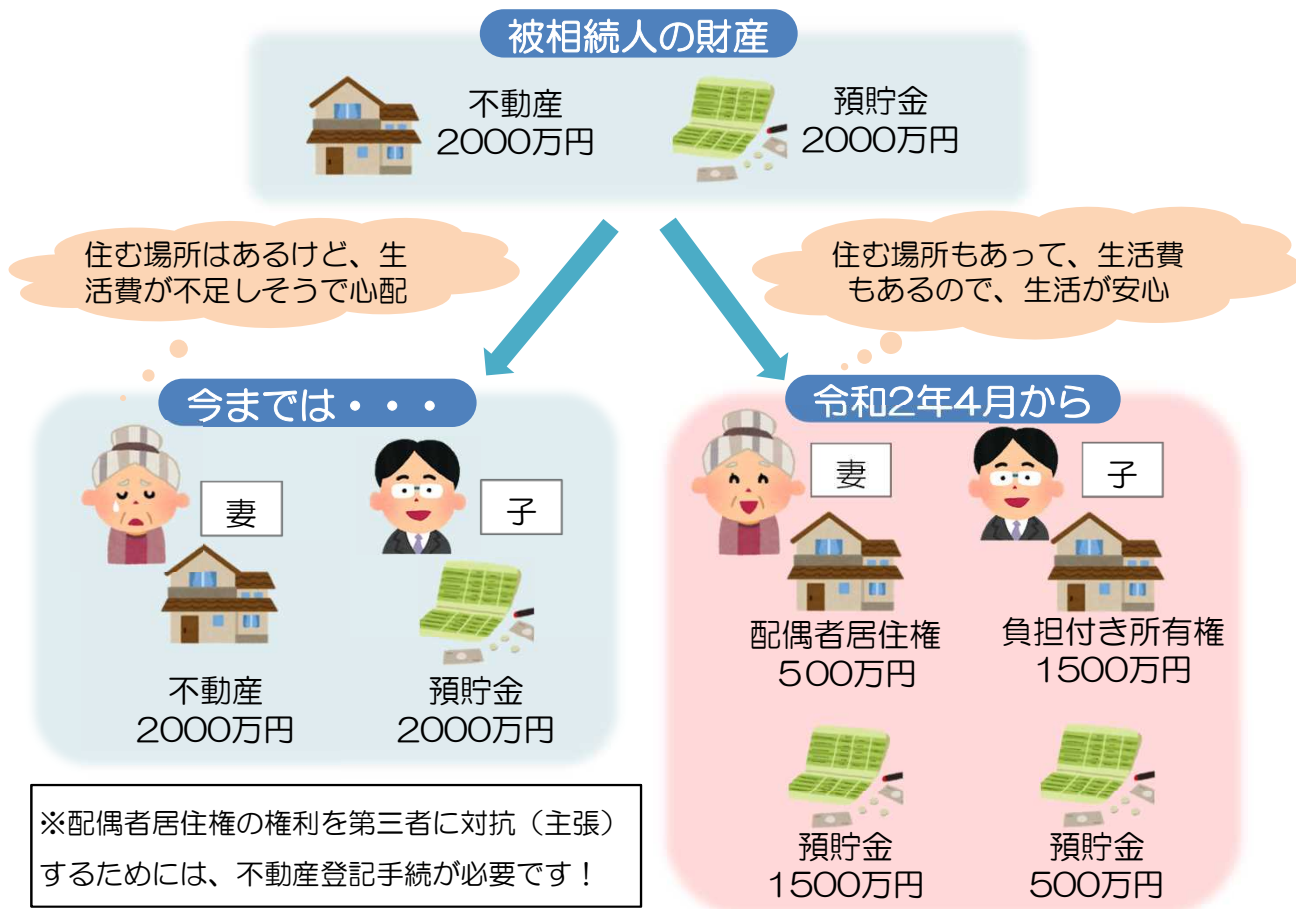 被相続人の財産
不動産
2000万円
預貯金
2000万円
住む場所はあるけど、生
活費が不足しそうで心配
住む場所もあって、生活費
もあるので、生活が安心
今までは・・・
妻
子
不動産
2000万円
預貯金
2000万円
※配偶者居住権の権利を第三者に対抗（主張）
するためには、不動産登記手続が必要です！
令和2年4月から
妻
子
配偶者居住権
500万円
負担付き所有権
1500万円
預貯金
1500万円
預貯金
500万円